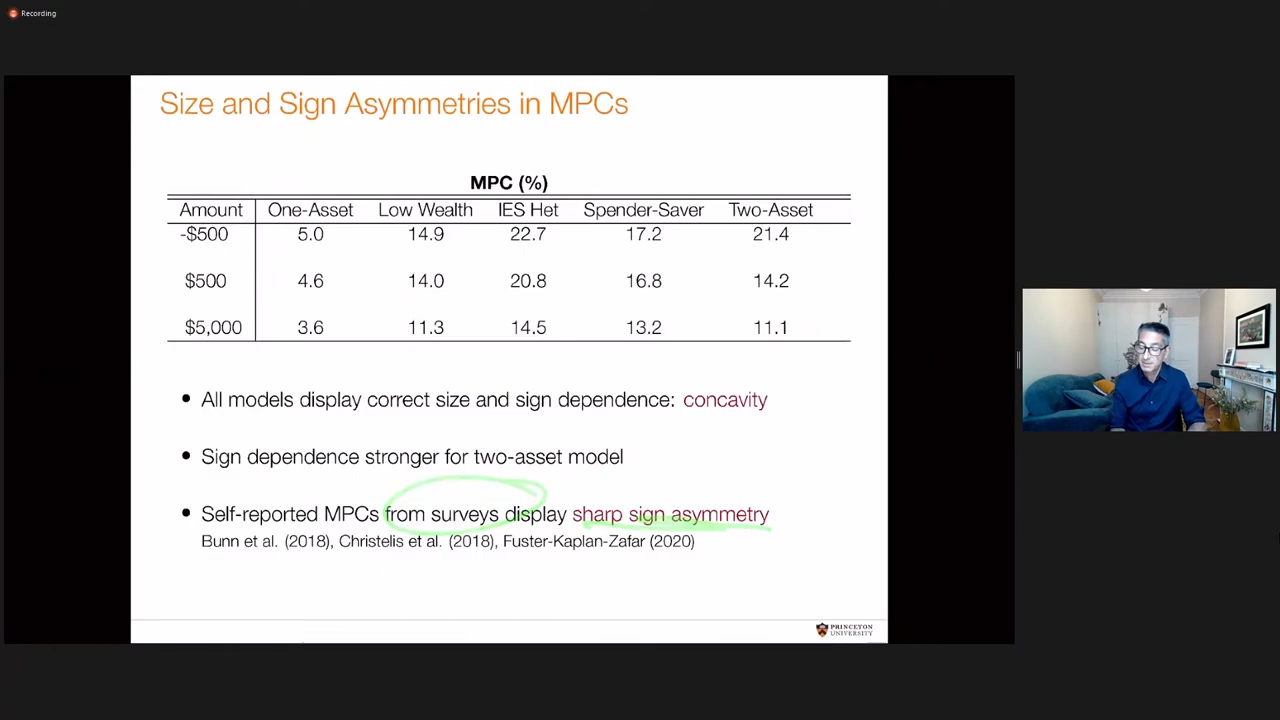 Recording
Size and Sign Asymmetries in MPCs
MPC (%)
Amount One-Asset Low Wealth IES Het Spender-Saver Two-Asset
-$500 5.0 14.9 22.7 17.2 21.4
$500 4.6 14.0 20.8 16.8 14.2
$5,000 3.6 11.3 14.5 13.2 11.1
• All models display correct size and sign dependence: concavity
• Sign dependence stronger for two-asset model
• Self-reported MPCs from surveys display sharp sign asymmetry
Bunn et al. (2018), Christelis et al. (2018), Fuster-Kaplan-Zafar (2020)
PRINCETON
UNIVERSITY